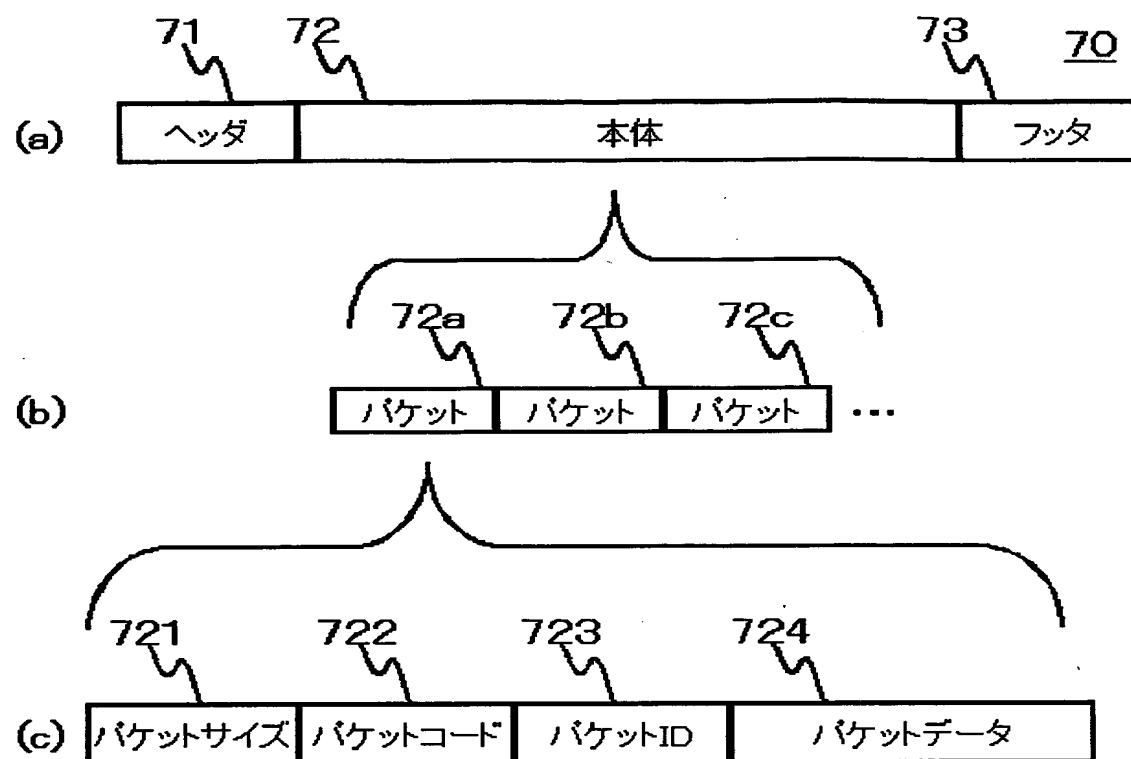 71 72 73 70
(a) ヘッダ 本体 フッタ
72a 72b 72c
(b) パケット パケット パケット ・・・
721 722 723 724
(c) パケットサイズ パケットコード パケットID パケットデータ